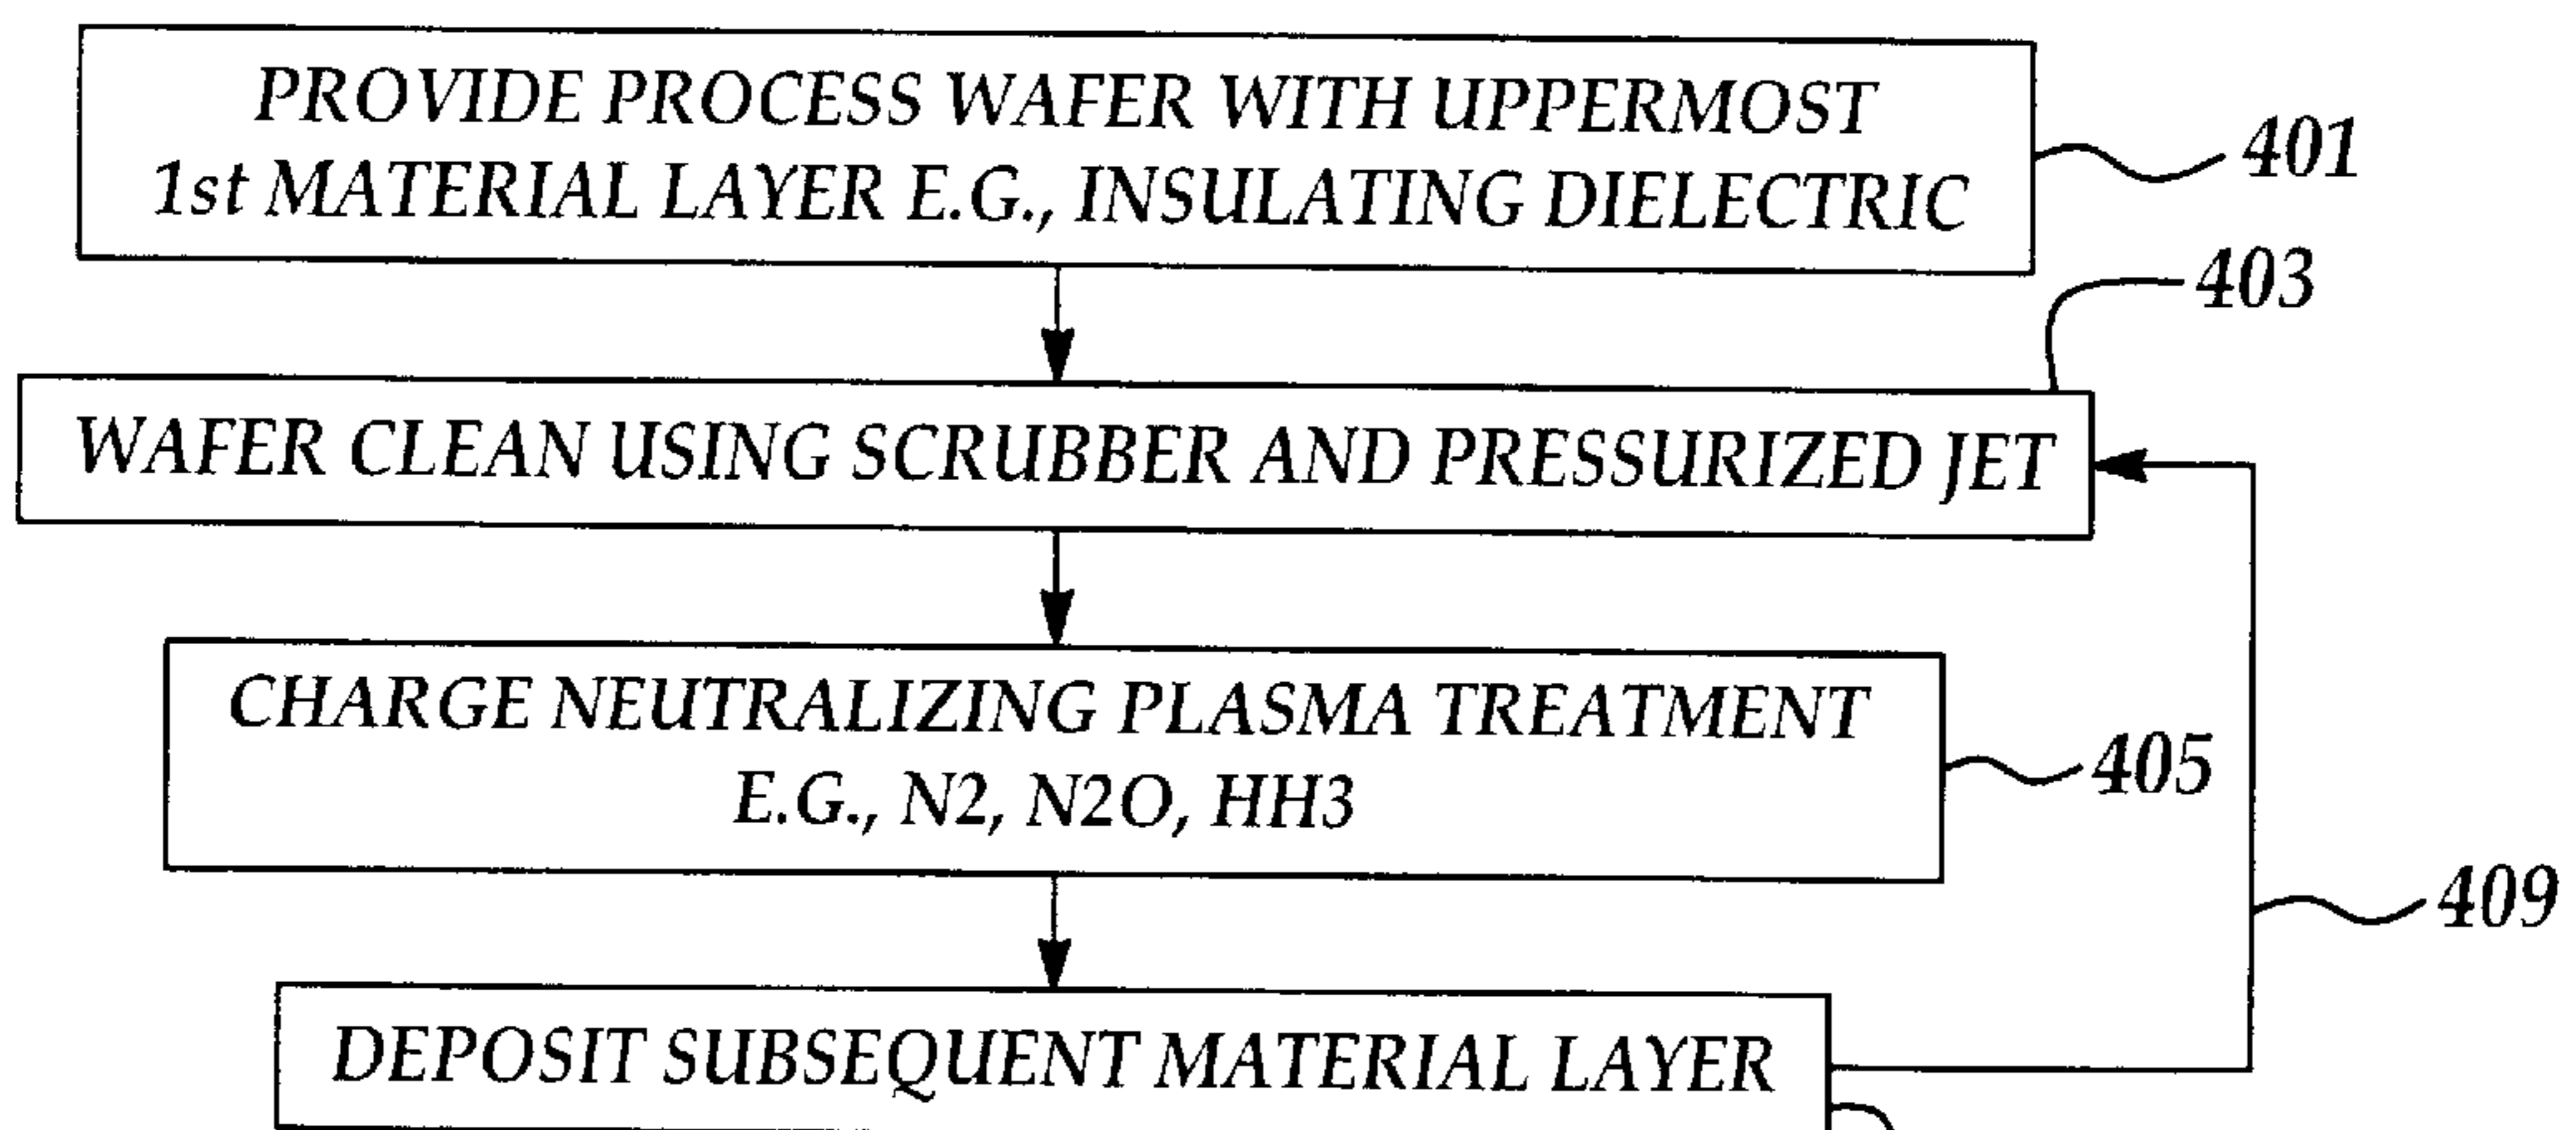 PROVIDE PROCESS WAFER WITH UPPERMOST
1st MATERIAL LAYER E.G., INSULATING DIELECTRIC
401
403
WAFER CLEAN USING SCRUBBER AND PRESSURIZED JET
CHARGE NEUTRALIZING PLASMA TREATMENT
E.G., N2, N2O, HH3
405
409
DEPOSIT SUBSEQUENT MATERIAL LAYER